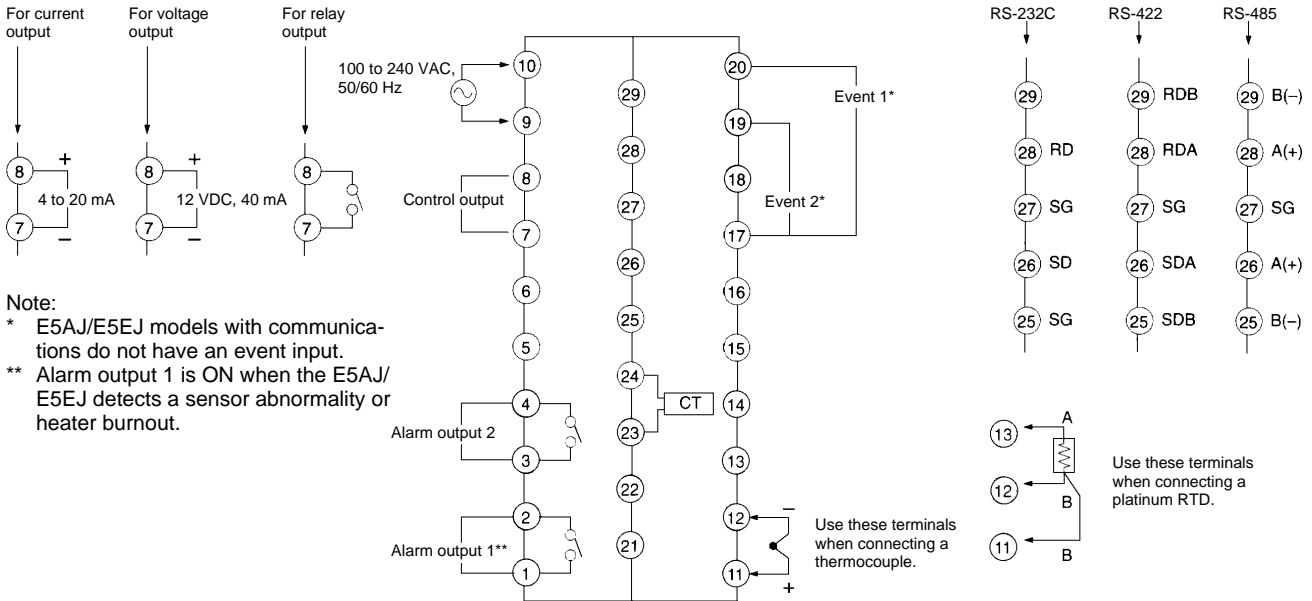 For current
output
For voltage
output
For relay
output
8
+
4 to 20 mA
7
−
8
+
12 VDC, 40 mA
7
−
8
7
Note:
* E5AJ/E5EJ models with communica-
tions do not have an event input.
** Alarm output 1 is ON when the E5AJ/
E5EJ detects a sensor abnormality or
heater burnout.
100 to 240 VAC,
50/60 Hz
Control output
Alarm output 2
Alarm output 1**
10
9
8
7
6
5
4
3
2
1
29
28
27
26
25
24
23
22
21
CT
20
19
18
17
16
15
14
13
12
11
Event 1*
Event 2*
−
+
Use these terminals
when connecting a
thermocouple.
RS-232C
29
28 RD
27 SG
26 SD
25 SG
RS-422
29 RDB
28 RDA
27 SG
26 SDA
25 SDB
RS-485
29 B(−)
28 A(+)
27 SG
26 A(+)
25 B(−)
13
A
12
B
11
B
Use these terminals
when connecting a
platinum RTD.